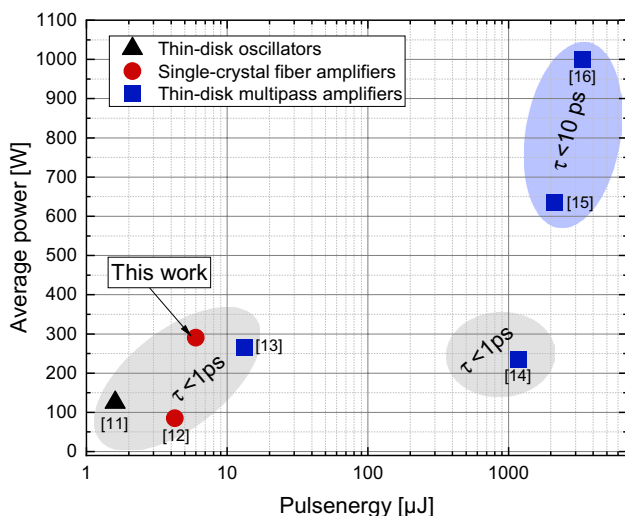 Thin-disk oscillators
Single-crystal fiber amplifiers
Thin-disk multipass amplifiers
Average power [W]
1100
1000
900
800
700
600
500
400
300
200
100
0
[16]
τ <10 ps
[15]
This work
[13]
τ <1ps
[11]
[12]
τ <1ps
[14]
1
10
100
1000
Pulsenergy [µJ]